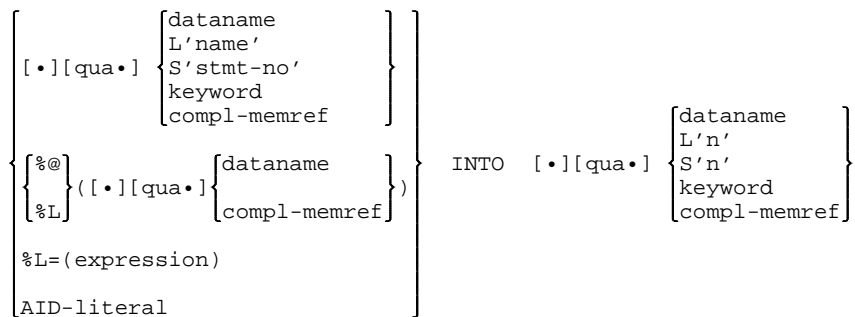 dataname
L'name'
[•][qua•] S'stmt-no'
keyword
compl-memref
dataname
L'n'
%@ dataname INTO [•][qua•] S'n'
([•][qua•] ) keyword
%L compl-memref compl-memref
%L=(expression)
AID-literal